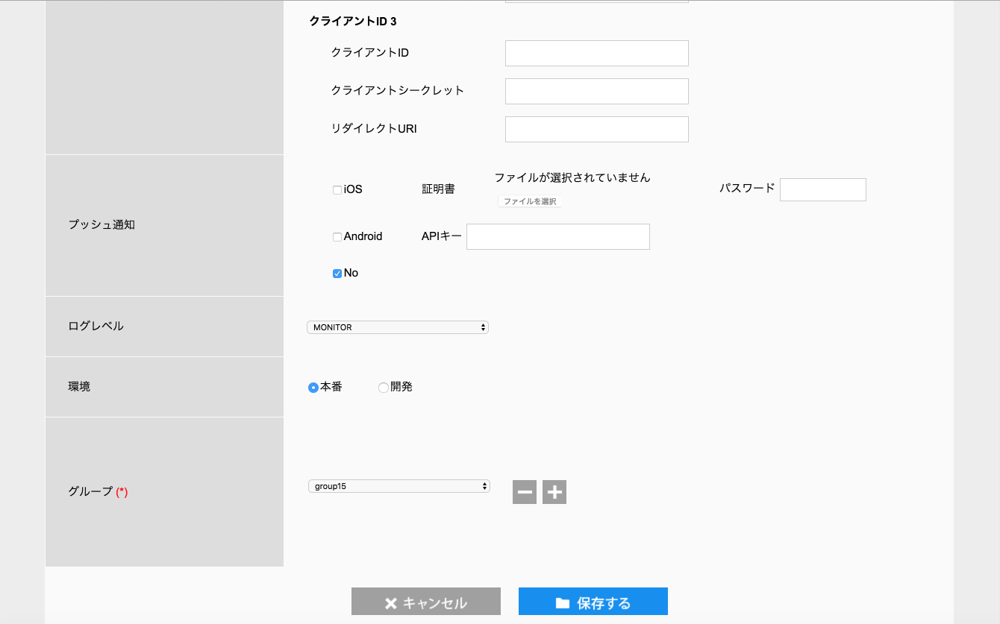 クライアントID 3
クライアントID
クライアントシークレット
リダイレクトURI
プッシュ通知
iOS 証明書 ファイルが選択されていません パスワード
ファイルを選択
Android APIキー
No
ログレベル MONITOR
環境 本番 開発
グループ (*) group15
キャンセル 保存する